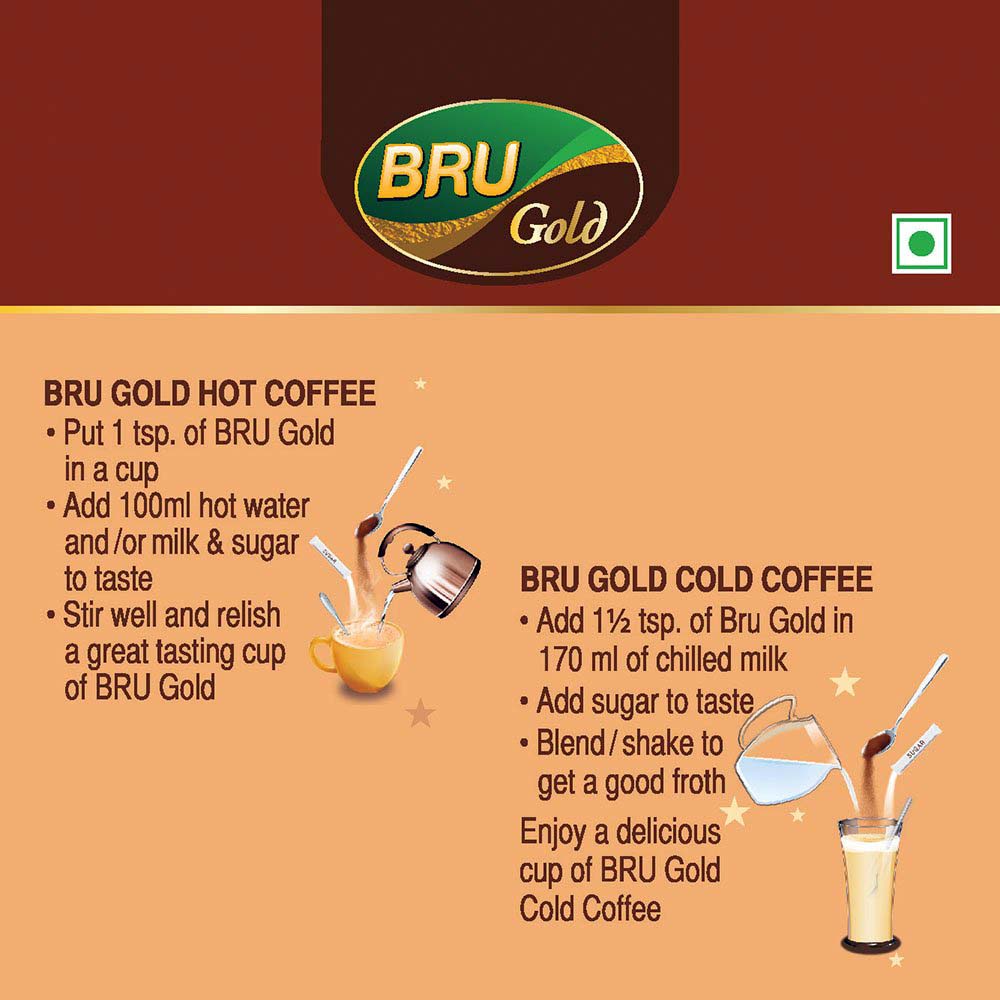 BRU
Gold
BRU GOLD HOT COFFEE
• Put 1 tsp. of BRU Gold
in a cup
• Add 100ml hot water
and/or milk & sugar
to taste
• Stir well and relish
a great tasting cup
of BRU Gold
SUGAR
BRU GOLD COLD COFFEE
• Add 1½ tsp. of Bru Gold in
170 ml of chilled milk
• Add sugar to taste
• Blend/shake to
get a good froth
Enjoy a delicious
cup of BRU Gold
Cold Coffee
SUGAR